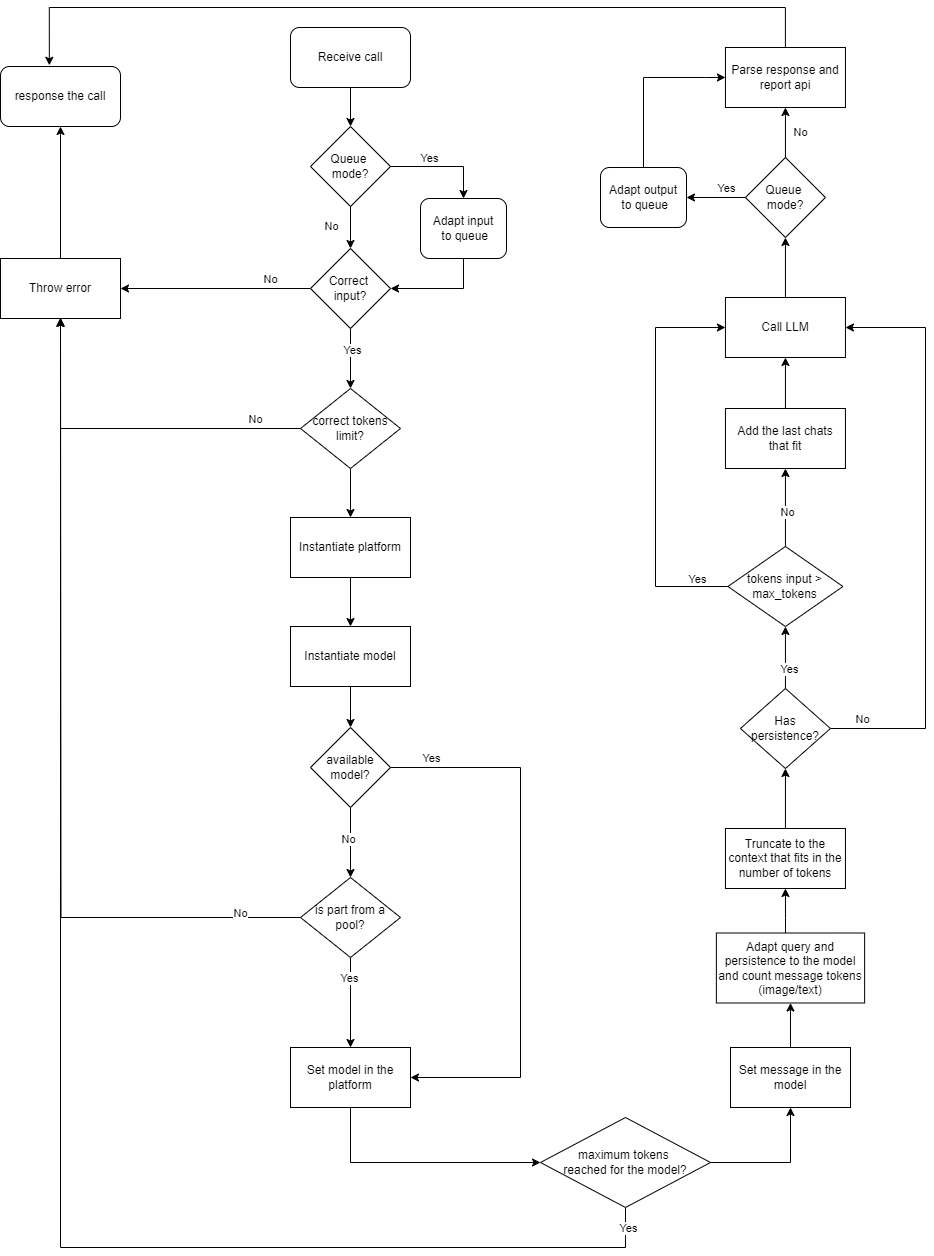 Receive call
response the call
Queue
mode?
Yes
No
Adapt input
to queue
Correct
input?
No
Throw error
Yes
correct tokens
limit?
No
Instantiate platform
Instantiate model
available
model?
Yes
No
is part from a
pool?
No
Yes
Set model in the
platform
maximum tokens
reached for the model?
Yes
Set message in the
model
Adapt query and
persistence to the model
and count message tokens
(image/text)
Truncate to the
context that fits in the
number of tokens
Has
persistence?
No
Yes
tokens input >
max_tokens
Yes
No
Add the last chats
that fit
Call LLM
Queue
mode?
Yes
Adapt output
to queue
No
Parse response and
report api